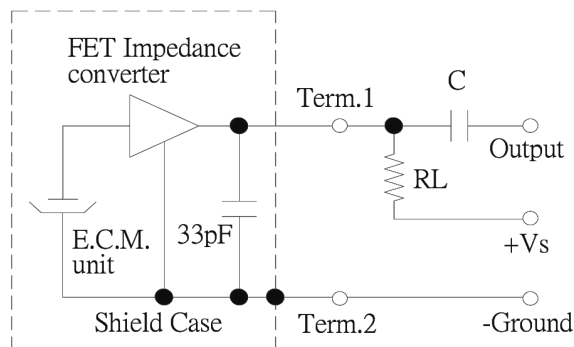 FET Impedance
converter
Term.1
C
Output
RL
+Vs
E.C.M.
unit
33pF
Shield Case
Term.2
-Ground